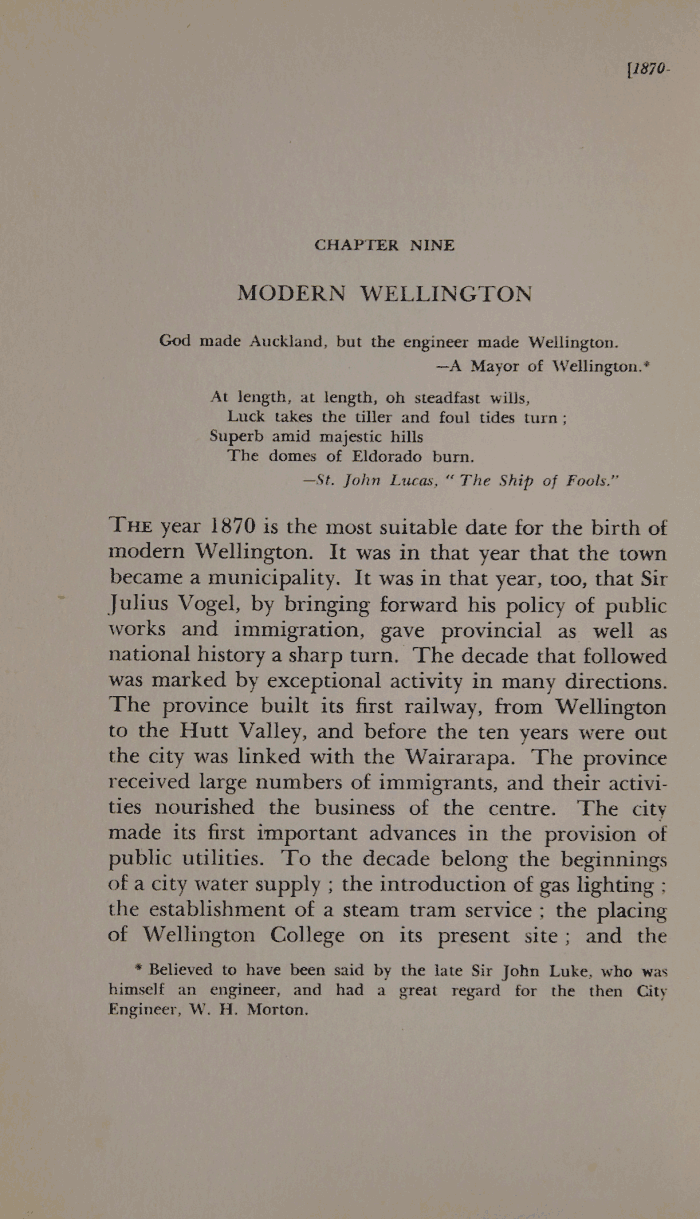 [1870-
CHAPTER NINE
MODERN WELLINGTON
God made Auckland, but the engineer made Wellington.
—A Mayor of Wellington.*
At length, at length, oh steadfast wills,
Luck takes the tiller and foul tides turn ;
Superb amid majestic hills
The domes of Eldorado burn.
—St. John Lucas, “ The Ship of Fools.”
THE year 1870 is the most suitable date for the birth of
modern Wellington. It was in that year that the town
became a municipality. It was in that year, too, that Sir
Julius Vogel, by bringing forward his policy of public
works and immigration, gave provincial as well as
national history a sharp turn. The decade that followed
was marked by exceptional activity in many directions.
The province built its first railway, from Wellington
to the Hutt Valley, and before the ten years were out
the city was linked with the Wairarapa. The province
received large numbers of immigrants, and their activi-
ties nourished the business of the centre. The city
made its first important advances in the provision of
public utilities. To the decade belong the beginnings
of a city water supply ; the introduction of gas lighting ;
the establishment of a steam tram service ; the placing
of Wellington College on its present site ; and the
* Believed to have been said by the late Sir John Luke, who was
himself an engineer, and had a great regard for the then City
Engineer, W. H. Morton.